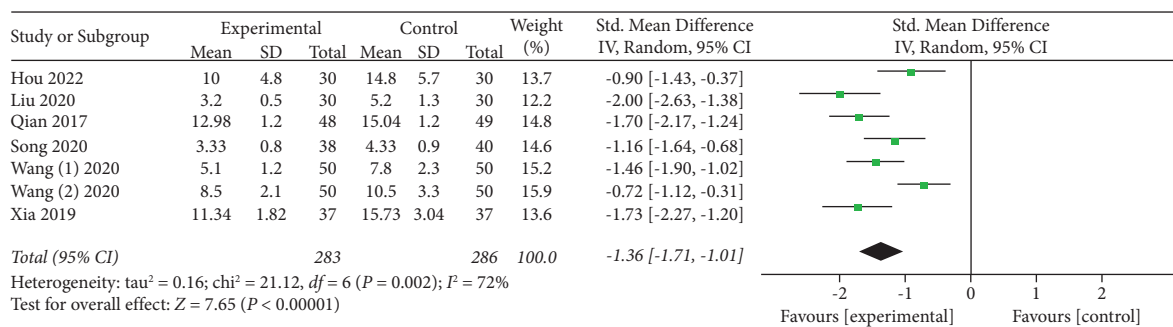 Study or Subgroup Experimental Control Weight (%) Std. Mean Difference IV, Random, 95% CI Std. Mean Difference IV, Random, 95% CI
Mean SD Total Mean SD Total
Hou 2022 10 4.8 30 14.8 5.7 30 13.7 -0.90 [-1.43, -0.37]
Liu 2020 3.2 0.5 30 5.2 1.3 30 12.2 -2.00 [-2.63, -1.38]
Qian 2017 12.98 1.2 48 15.04 1.2 49 14.8 -1.70 [-2.17, -1.24]
Song 2020 3.33 0.8 38 4.33 0.9 40 14.6 -1.16 [-1.64, -0.68]
Wang (1) 2020 5.1 1.2 50 7.8 2.3 50 15.2 -1.46 [-1.90, -1.02]
Wang (2) 2020 8.5 2.1 50 10.5 3.3 50 15.9 -0.72 [-1.12, -0.31]
Xia 2019 11.34 1.82 37 15.73 3.04 37 13.6 -1.73 [-2.27, -1.20]
Total (95% CI) 283 286 100.0 -1.36 [-1.71, -1.01]
Heterogeneity: tau² = 0.16; chi² = 21.12, df = 6 (P = 0.002); I² = 72%
Test for overall effect: Z = 7.65 (P < 0.00001)
-2 -1 0 1 2
Favours [experimental] Favours [control]